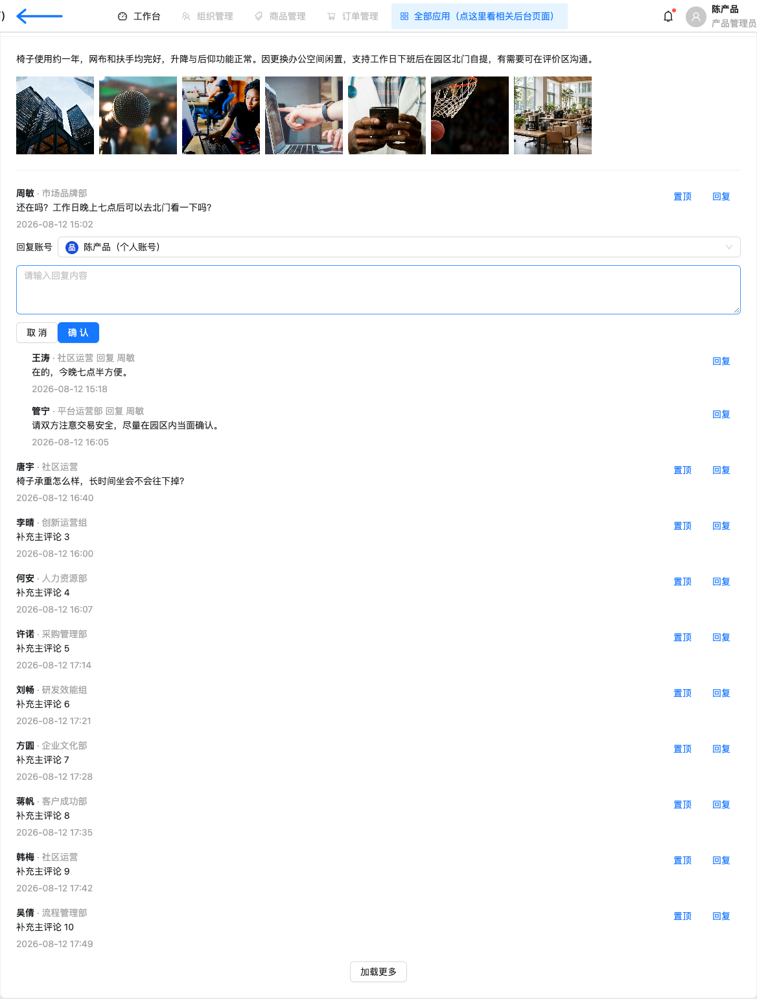 )
工作台
组织管理
商品管理
订单管理
全部应用（点这里看相关后台页面）
陈产品
产品管理员
椅子使用约一年，网布和扶手均完好，升降与后仰功能正常。因更换办公空间闲置，支持工作日下班后在园区北门自提，有需要可在评价区沟通。
周敏 · 市场品牌部
置顶
回复
还在吗？工作日晚上七点后可以去北门看一下吗？
2026-08-12 15:02
回复账号
品
陈产品（个人账号）
请输入回复内容
取 消
确 认
王涛 · 社区运营 回复 周敏
回复
在的，今晚七点半方便。
2026-08-12 15:18
管宁 · 平台运营部 回复 周敏
回复
请双方注意交易安全，尽量在园区内当面确认。
2026-08-12 16:05
唐宇 · 社区运营
置顶
回复
椅子承重怎么样，长时间坐会不会往下掉？
2026-08-12 16:40
李晴 · 创新运营组
置顶
回复
补充主评论 3
2026-08-12 16:00
何安 · 人力资源部
置顶
回复
补充主评论 4
2026-08-12 16:07
许诺 · 采购管理部
置顶
回复
补充主评论 5
2026-08-12 17:14
刘畅 · 研发效能组
置顶
回复
补充主评论 6
2026-08-12 17:21
方圆 · 企业文化部
置顶
回复
补充主评论 7
2026-08-12 17:28
蒋帆 · 客户成功部
置顶
回复
补充主评论 8
2026-08-12 17:35
韩梅 · 社区运营
置顶
回复
补充主评论 9
2026-08-12 17:42
吴倩 · 流程管理部
置顶
回复
补充主评论 10
2026-08-12 17:49
加载更多